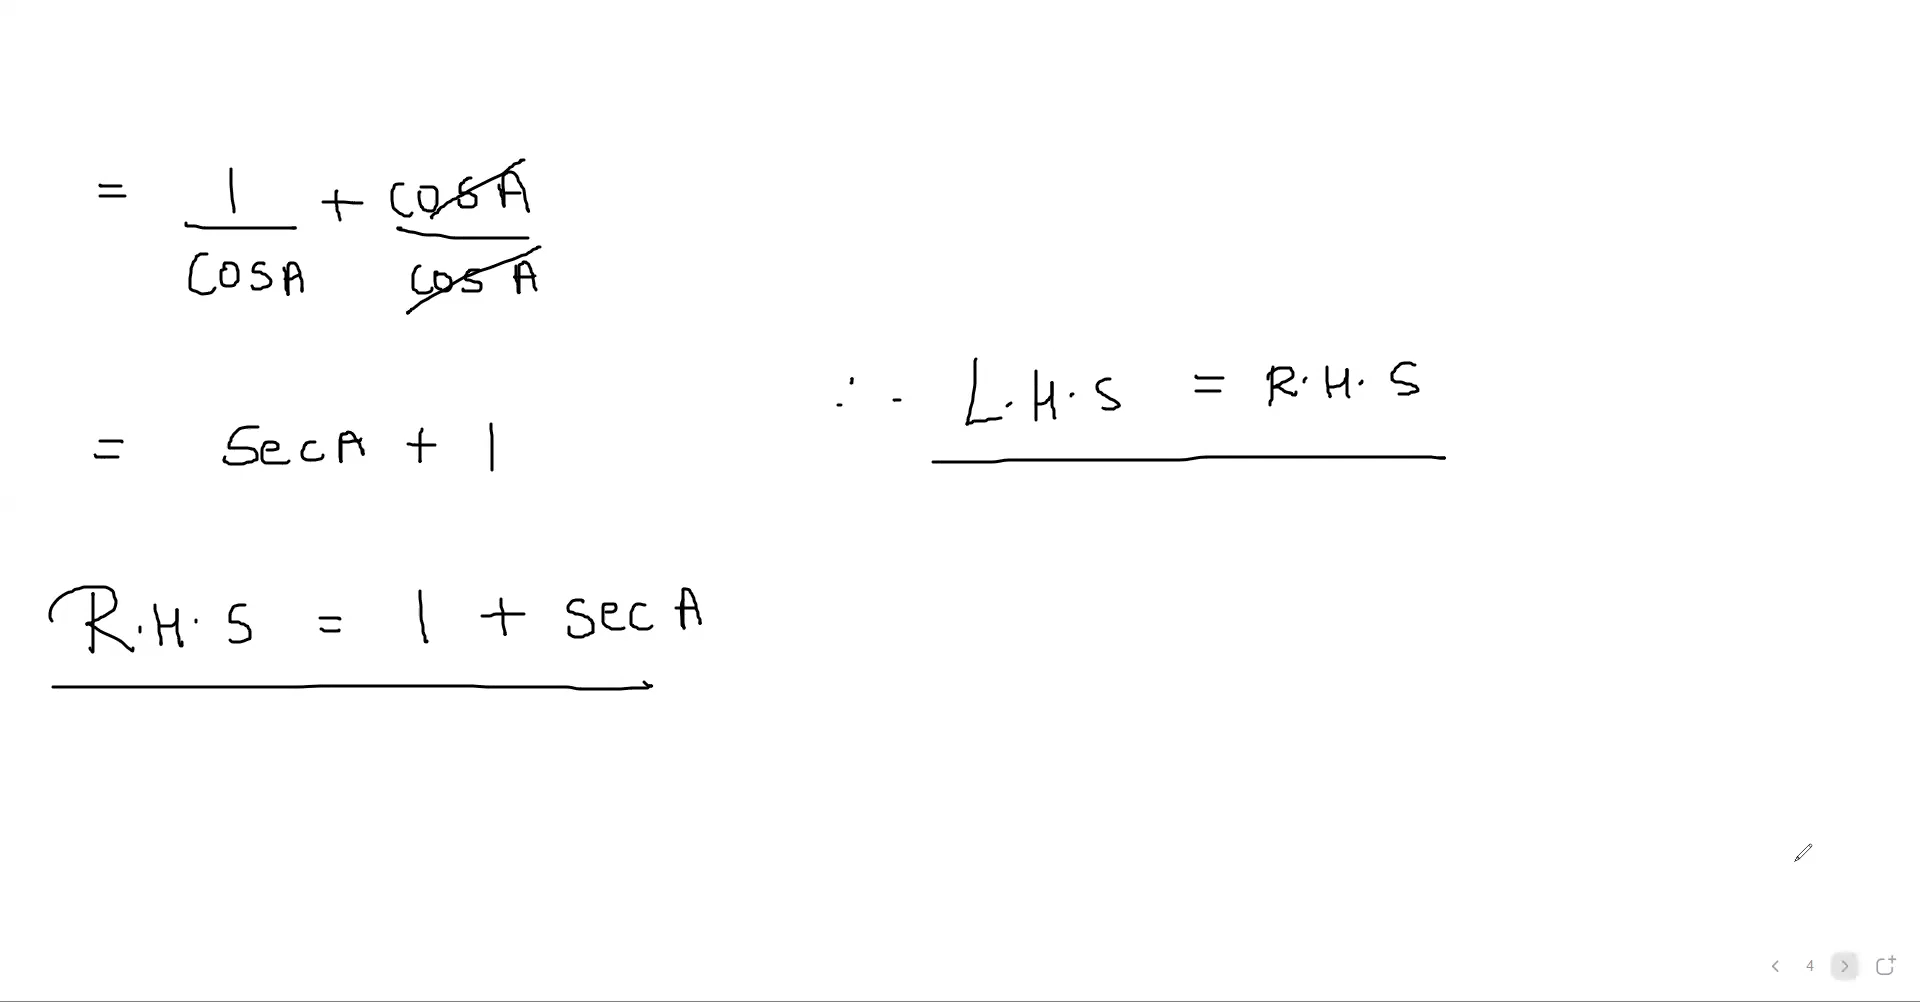 = 1/COSA + COSA/COSA
= SecA + 1
∴ L.H.S = R.H.S
R.H.S = 1 + SecA
4